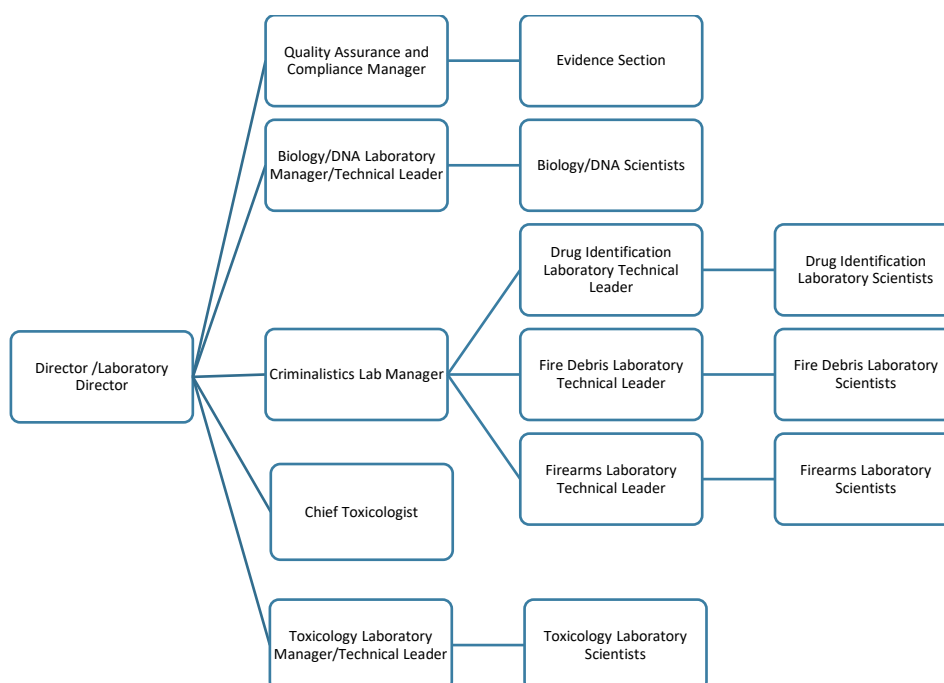 Quality Assurance and
Compliance Manager
Evidence Section
Biology/DNA Laboratory
Manager/Technical Leader
Biology/DNA Scientists
Drug Identification
Laboratory Technical
Leader
Drug Identification
Laboratory Scientists
Director /Laboratory
Director
Criminalistics Lab Manager
Fire Debris Laboratory
Technical Leader
Fire Debris Laboratory
Scientists
Firearms Laboratory
Technical Leader
Firearms Laboratory
Scientists
Chief Toxicologist
Toxicology Laboratory
Manager/Technical Leader
Toxicology Laboratory
Scientists